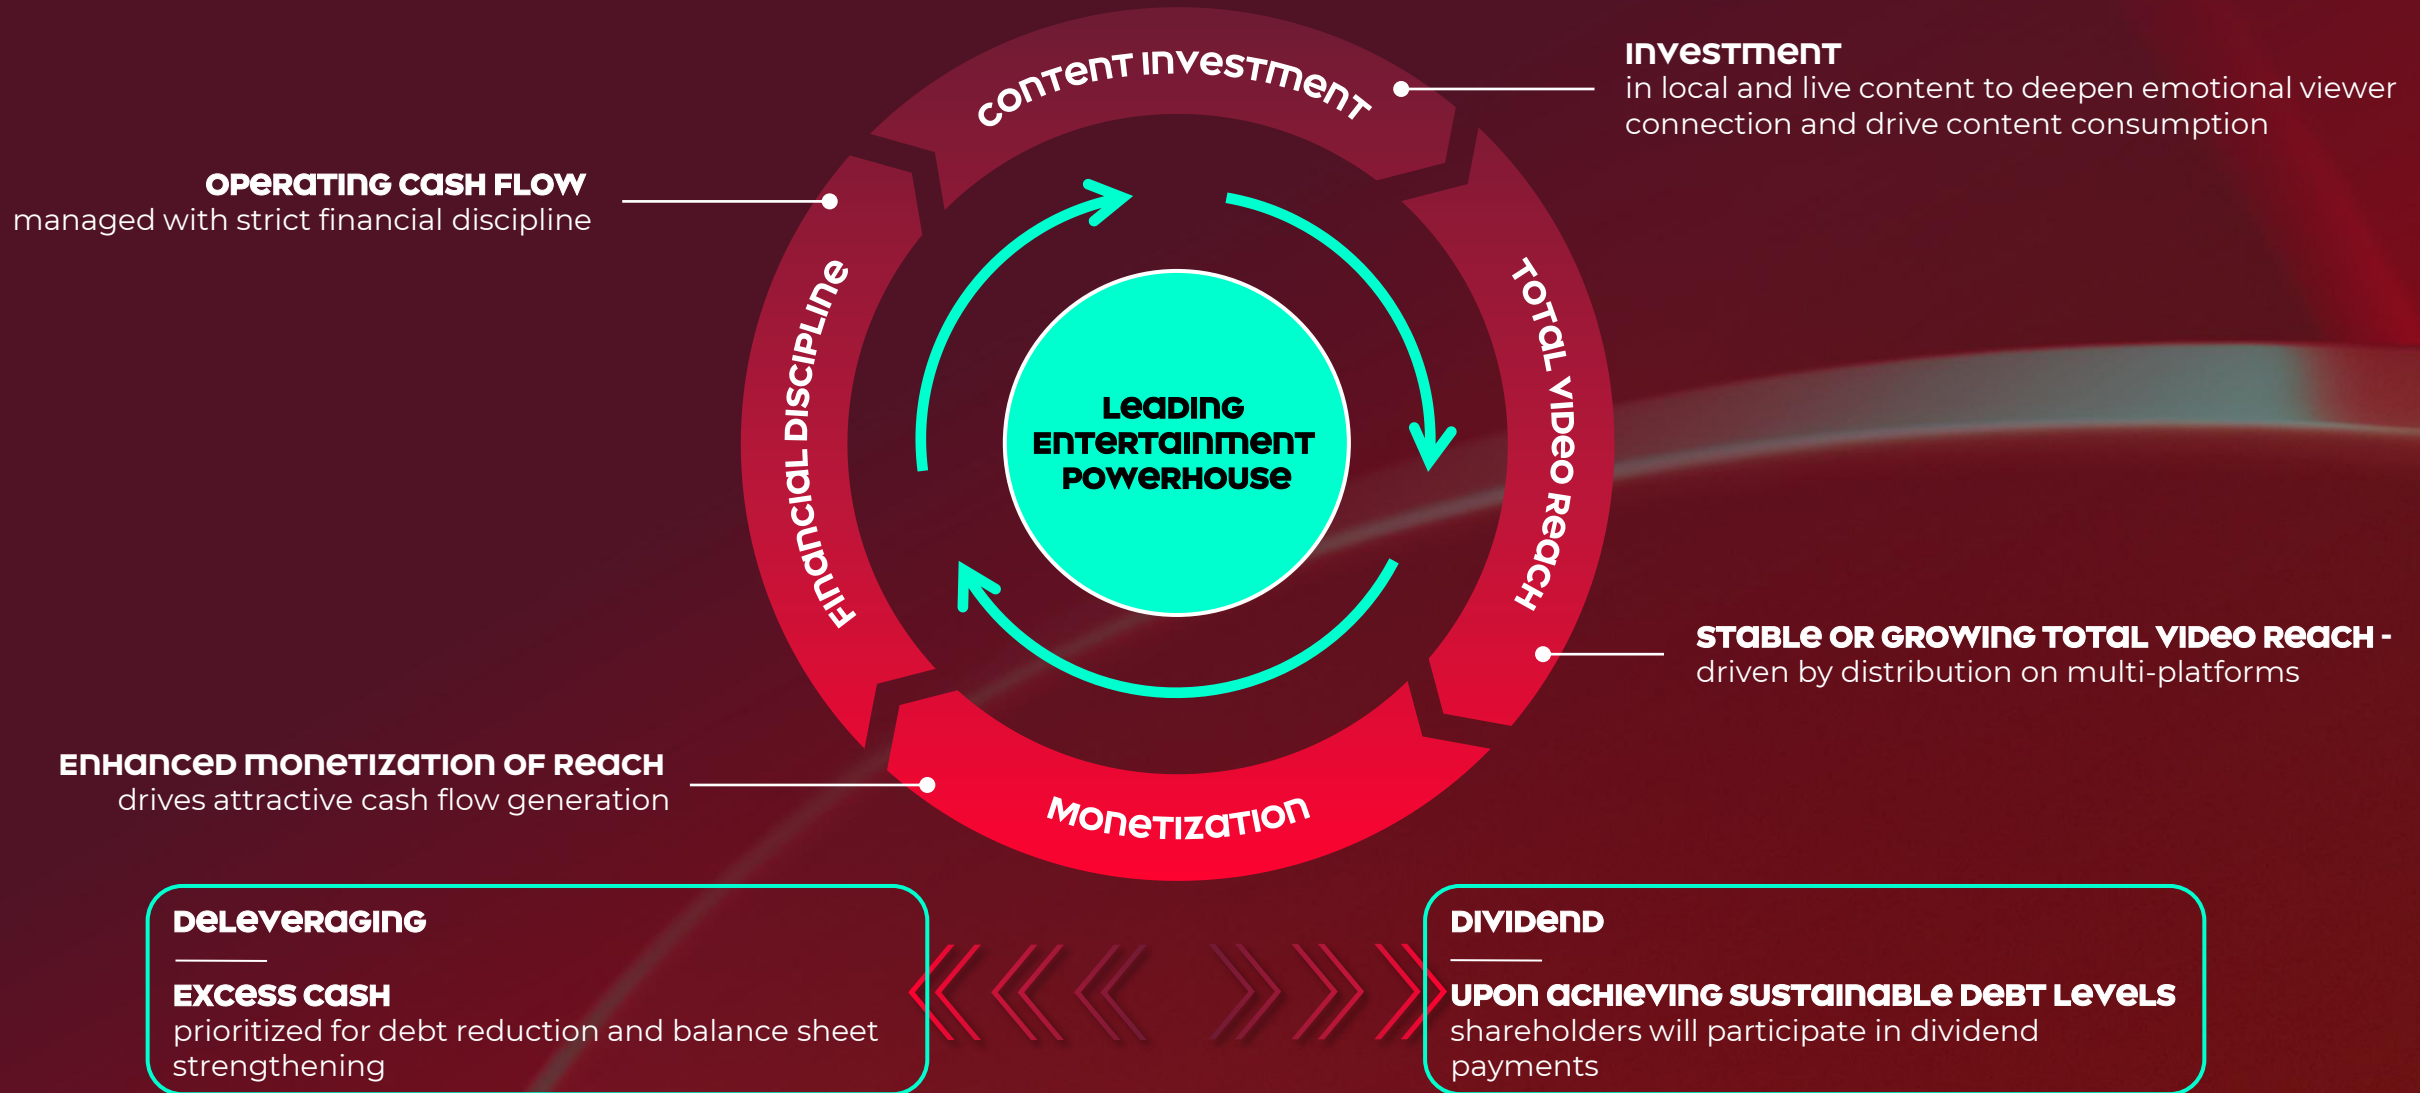 CONTENT INVESTMENT
INVESTMENT
in local and live content to deepen emotional viewer
connection and drive content consumption
OPERATING CASH FLOW
managed with strict financial discipline
FINANCIAL DISCIPLINE
LEADING
ENTERTAINMENT
POWERHOUSE
TOTAL VIDEO REACH
STABLE OR GROWING TOTAL VIDEO REACH -
driven by distribution on multi-platforms
ENHANCED MONETIZATION OF REACH
drives attractive cash flow generation
MONETIZATION
DELEVERAGING
EXCESS CASH
prioritized for debt reduction and balance sheet
strengthening
DIVIDEND
UPON ACHIEVING SUSTAINABLE DEBT LEVELS
shareholders will participate in dividend
payments